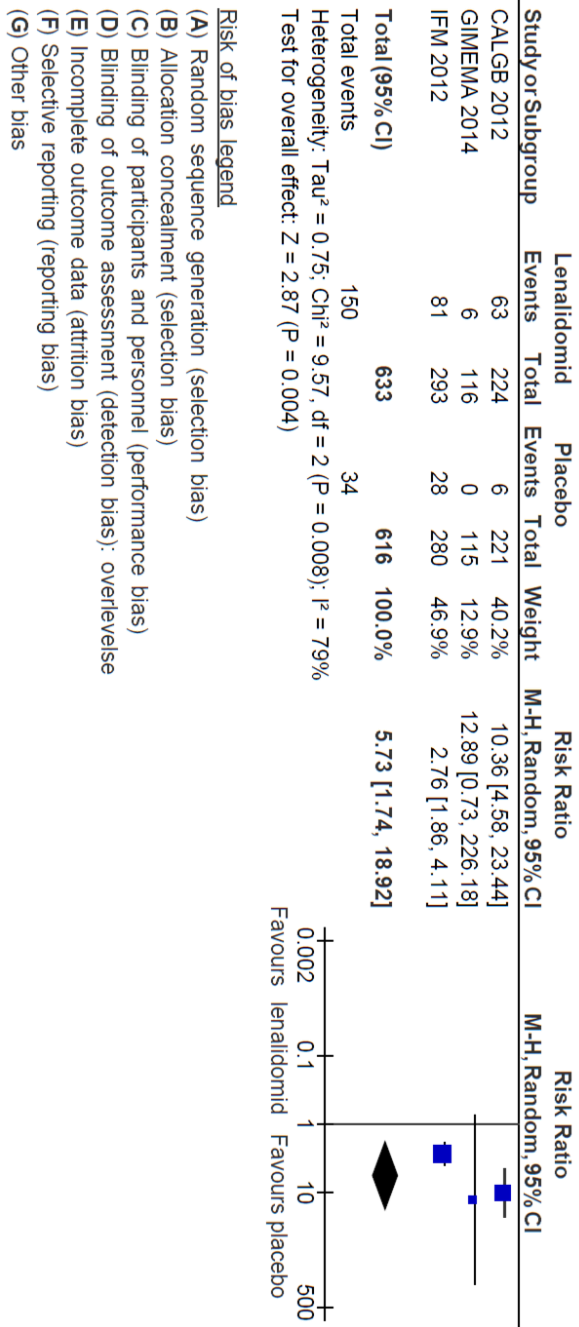 Lenalidomid Placebo Risk Ratio Risk Ratio
Study or Subgroup Events Total Events Total Weight M-H, Random, 95% CI M-H, Random, 95% CI
CALGB 2012 63 224 6 221 40.2% 10.36 [4.58, 23.44]
GIMEMA 2014 6 116 0 115 12.9% 12.89 [0.73, 226.18]
IFM 2012 81 293 28 280 46.9% 2.76 [1.86, 4.11]
Total (95% CI) 633 616 100.0% 5.73 [1.74, 18.92]
Total events 150 34
Heterogeneity: Tau² = 0.75; Chi² = 9.57, df = 2 (P = 0.008); I² = 79%
Test for overall effect: Z = 2.87 (P = 0.004)
0.002 0.1 1 10 500
Favours lenalidomid Favours placebo
Risk of bias legend
(A) Random sequence generation (selection bias)
(B) Allocation concealment (selection bias)
(C) Blinding of participants and personnel (performance bias)
(D) Blinding of outcome assessment (detection bias): overlevelse
(E) Incomplete outcome data (attrition bias)
(F) Selective reporting (reporting bias)
(G) Other bias